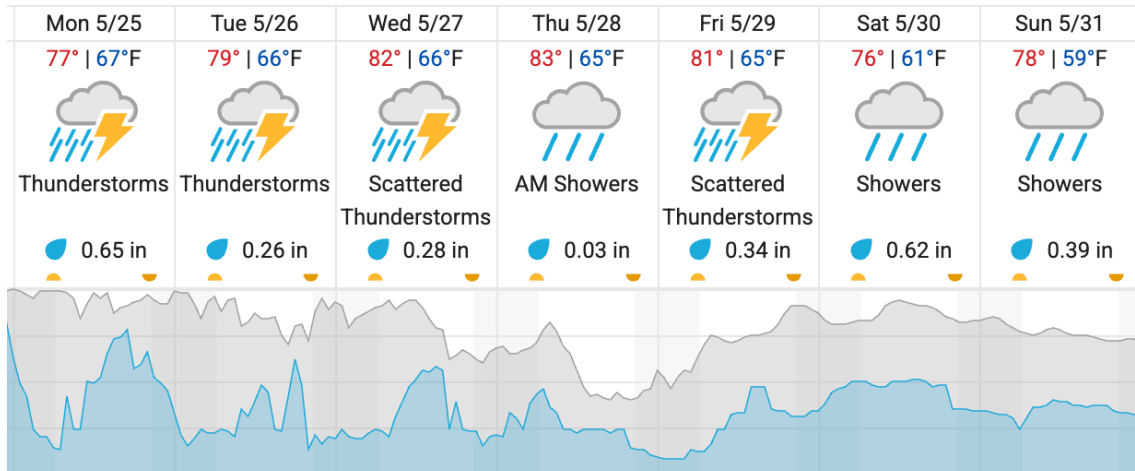 Mon 5/25
77° | 67°F
Thunderstorms
0.65 in
Tue 5/26
79° | 66°F
Thunderstorms
0.26 in
Wed 5/27
82° | 66°F
Scattered
Thunderstorms
0.28 in
Thu 5/28
83° | 65°F
AM Showers
0.03 in
Fri 5/29
81° | 65°F
Scattered
Thunderstorms
0.34 in
Sat 5/30
76° | 61°F
Showers
0.62 in
Sun 5/31
78° | 59°F
Showers
0.39 in